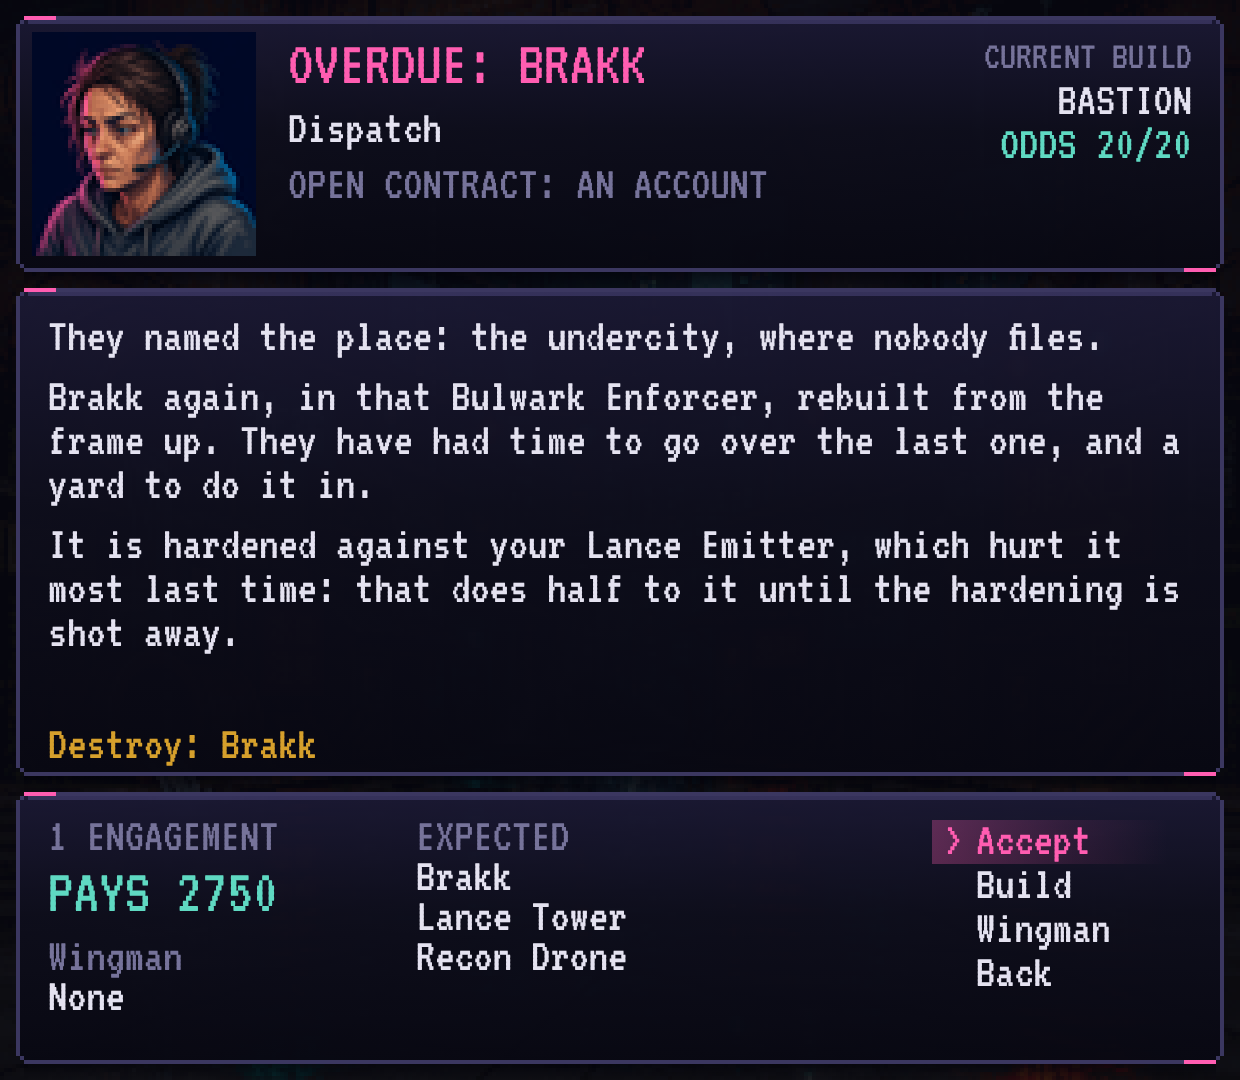 OVERDUE: BRAKK
Dispatch
OPEN CONTRACT: AN ACCOUNT
CURRENT BUILD
BASTION
ODDS 20/20
They named the place: the undercity, where nobody files.
Brakk again, in that Bulwark Enforcer, rebuilt from the
frame up. They have had time to go over the last one, and a
yard to do it in.
It is hardened against your Lance Emitter, which hurt it
most last time: that does half to it until the hardening is
shot away.
Destroy: Brakk
1 ENGAGEMENT
PAYS 2750
Wingman
None
EXPECTED
Brakk
Lance Tower
Recon Drone
> Accept
Build
Wingman
Back